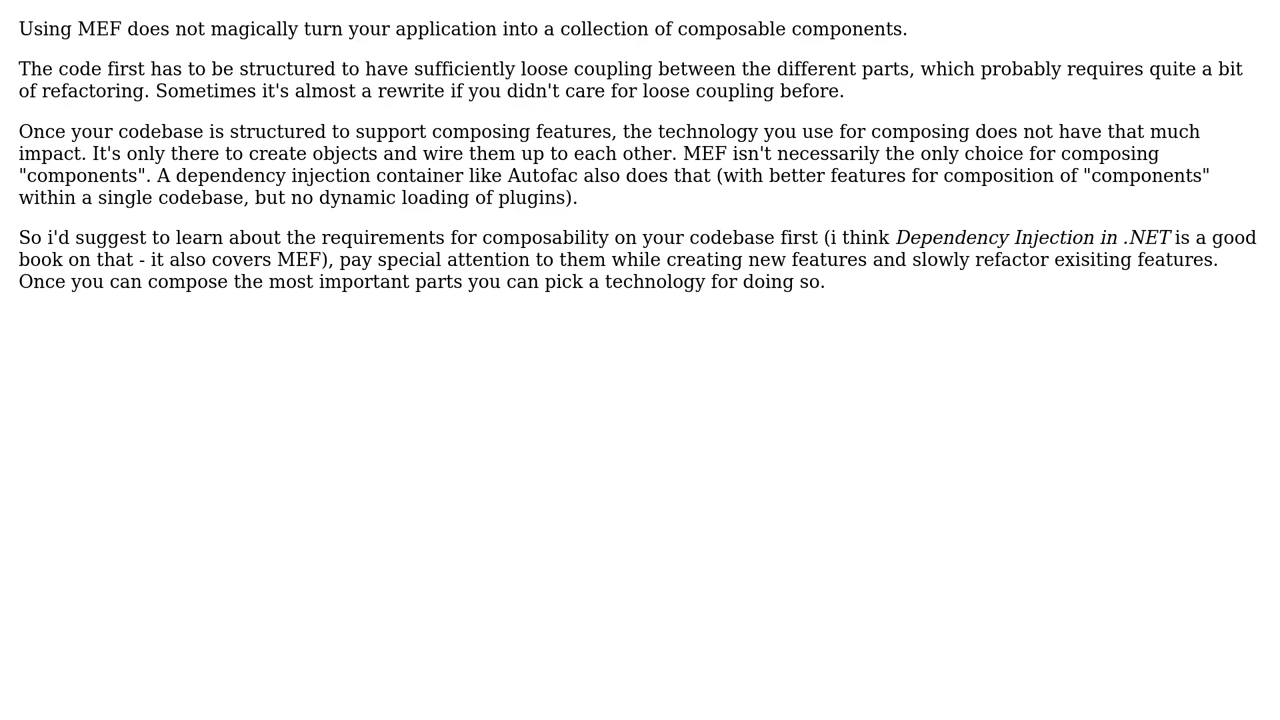 Using MEF does not magically turn your application into a collection of composable components.
The code first has to be structured to have sufficiently loose coupling between the different parts, which probably requires quite a bit
of refactoring. Sometimes it's almost a rewrite if you didn't care for loose coupling before.
Once your codebase is structured to support composing features, the technology you use for composing does not have that much
impact. It's only there to create objects and wire them up to each other. MEF isn't necessarily the only choice for composing
"components". A dependency injection container like Autofac also does that (with better features for composition of "components"
within a single codebase, but no dynamic loading of plugins).
So i'd suggest to learn about the requirements for composability on your codebase first (i think Dependency Injection in .NET is a good
book on that - it also covers MEF), pay special attention to them while creating new features and slowly refactor exisiting features.
Once you can compose the most important parts you can pick a technology for doing so.